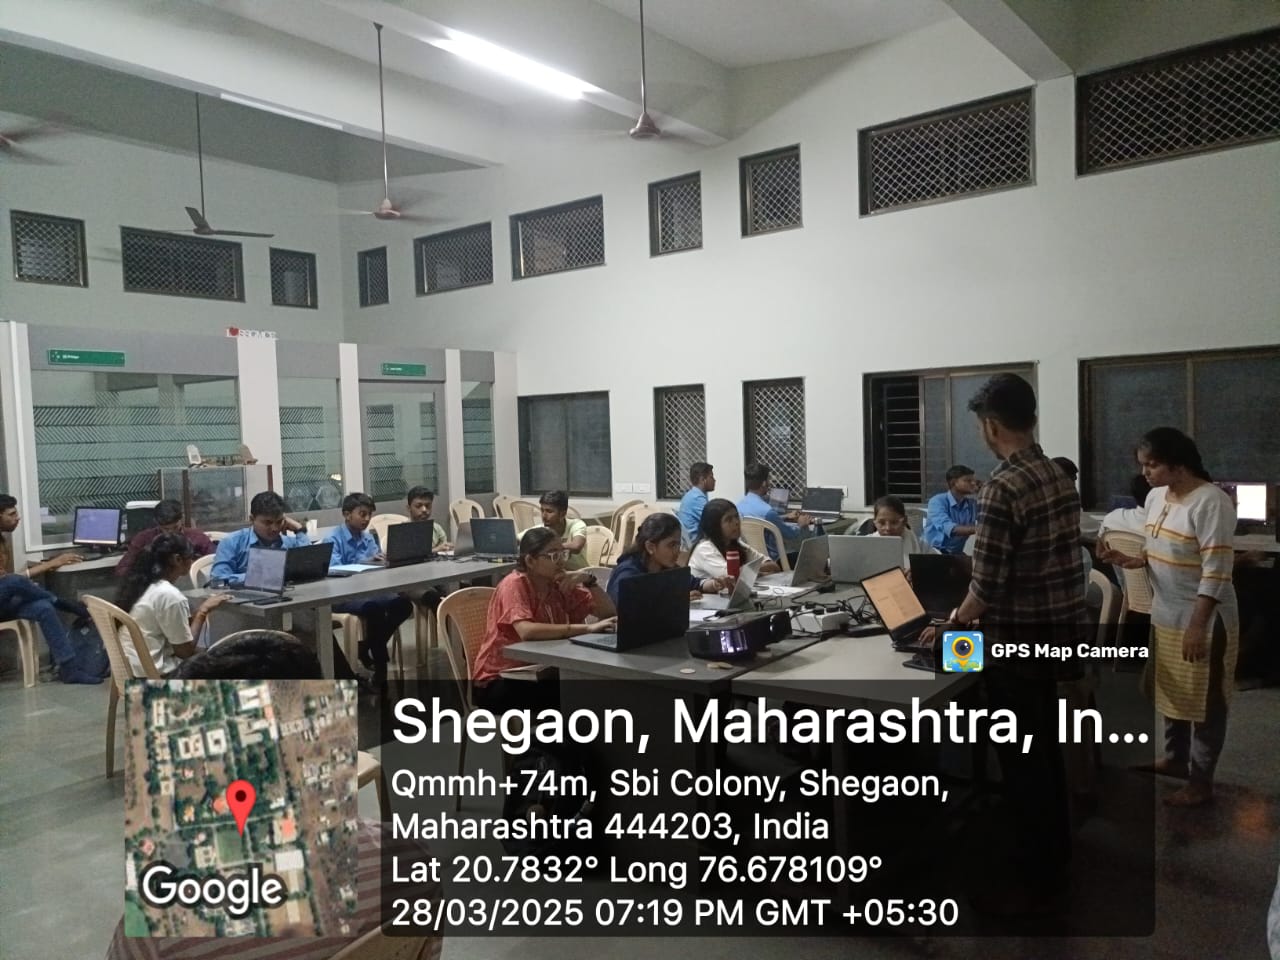 I ❤ SSGMCE
GPS Map Camera
Shegaon, Maharashtra, In...
Qmmh+74m, Sbi Colony, Shegaon,
Maharashtra 444203, India
Lat 20.7832° Long 76.678109°
28/03/2025 07:19 PM GMT +05:30
Google